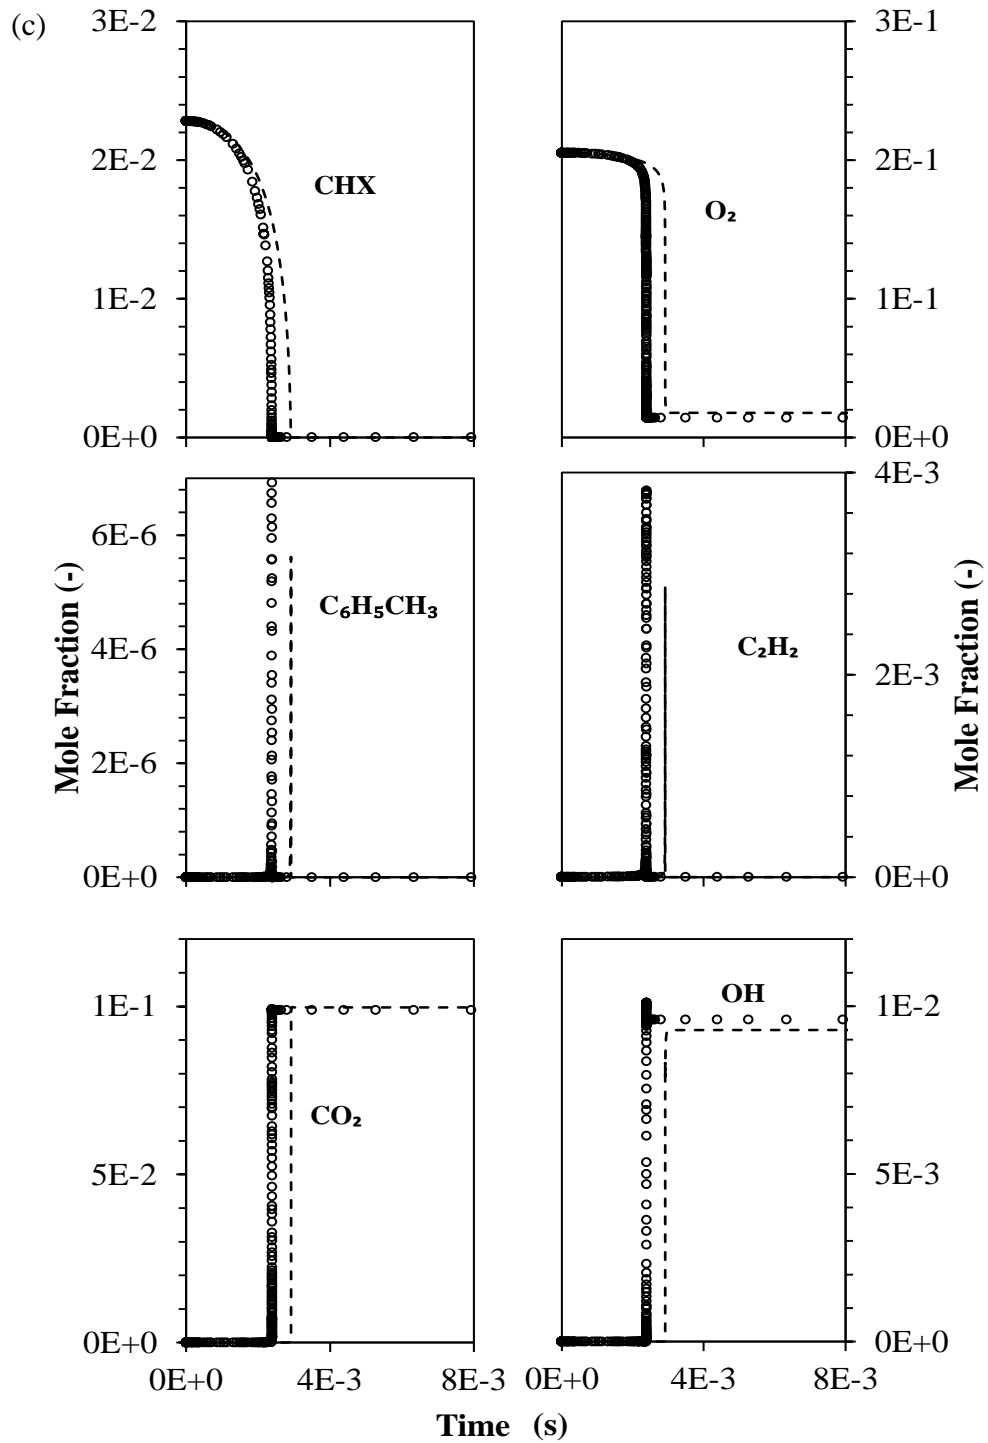 (c)
3E-2
2E-2
1E-2
0E+0
CHX
3E-1
2E-1
1E-1
0E+0
O₂
Mole Fraction (-)
6E-6
4E-6
2E-6
0E+0
C₆H₅CH₃
4E-3
2E-3
0E+0
C₂H₂
Mole Fraction (-)
1E-1
5E-2
0E+0
CO₂
0E+0 4E-3 8E-3
1E-2
5E-3
0E+0
OH
0E+0 4E-3 8E-3
Time (s)